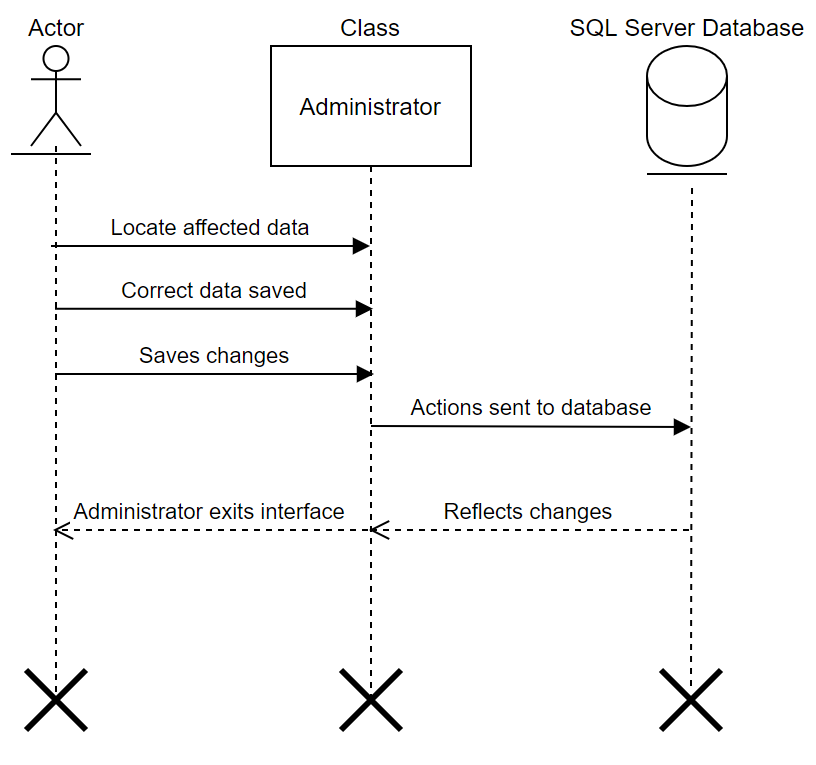 Actor
Class
SQL Server Database
Administrator
Locate affected data
Correct data saved
Saves changes
Actions sent to database
Administrator exits interface
Reflects changes